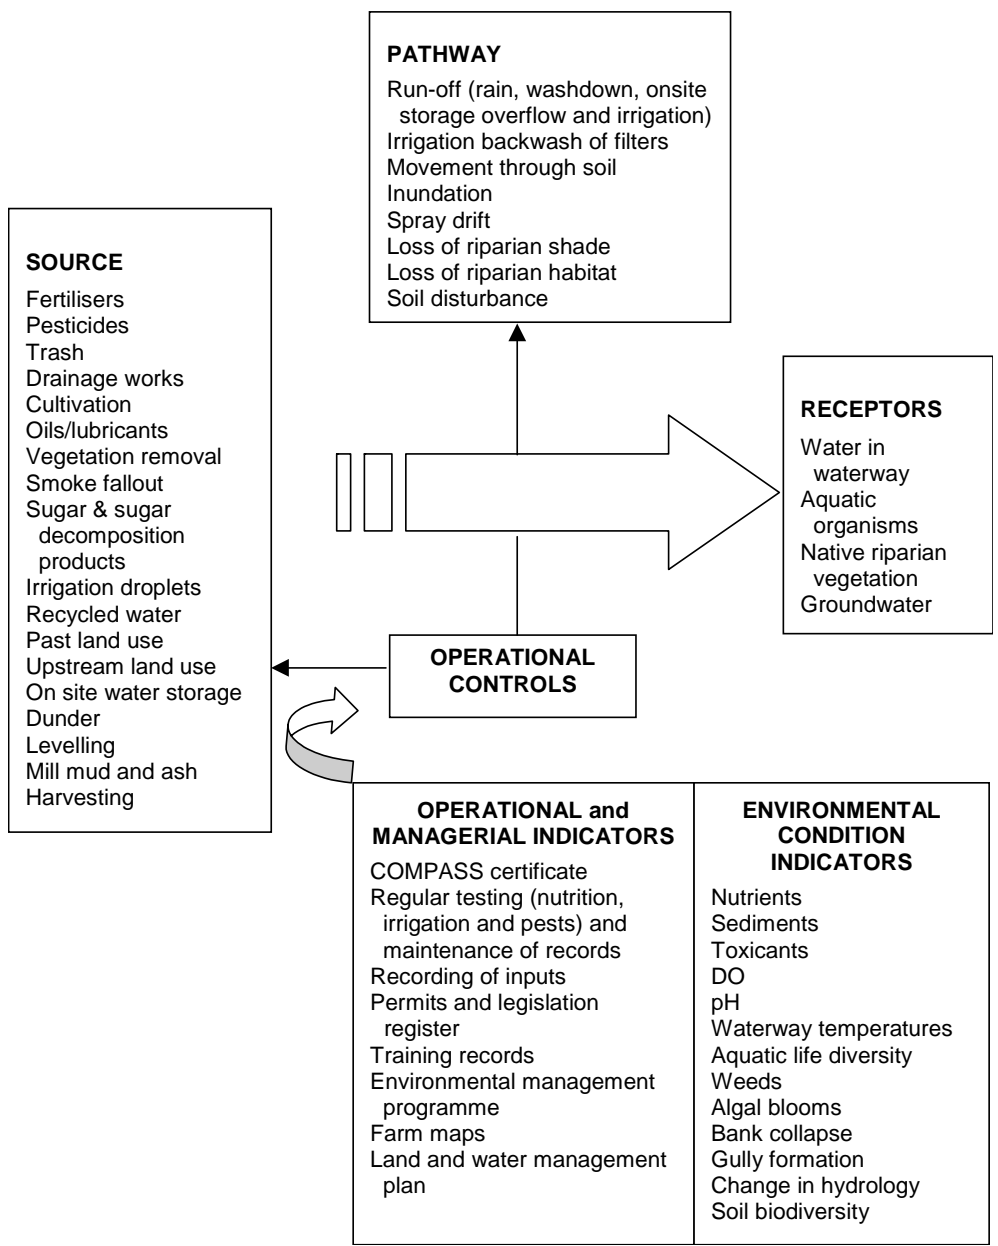 PATHWAY
Run-off (rain, washdown, onsite
storage overflow and irrigation)
Irrigation backwash of filters
Movement through soil
Inundation
Spray drift
Loss of riparian shade
Loss of riparian habitat
Soil disturbance
SOURCE
Fertilisers
Pesticides
Trash
Drainage works
Cultivation
Oils/lubricants
Vegetation removal
Smoke fallout
Sugar & sugar
decomposition
products
Irrigation droplets
Recycled water
Past land use
Upstream land use
On site water storage
Dunder
Levelling
Mill mud and ash
Harvesting
RECEPTORS
Water in
waterway
Aquatic
organisms
Native riparian
vegetation
Groundwater
OPERATIONAL
CONTROLS
OPERATIONAL and
MANAGERIAL INDICATORS
COMPASS certificate
Regular testing (nutrition,
irrigation and pests) and
maintenance of records
Recording of inputs
Permits and legislation
register
Training records
Environmental management
programme
Farm maps
Land and water management
plan
ENVIRONMENTAL
CONDITION
INDICATORS
Nutrients
Sediments
Toxicants
DO
pH
Waterway temperatures
Aquatic life diversity
Weeds
Algal blooms
Bank collapse
Gully formation
Change in hydrology
Soil biodiversity